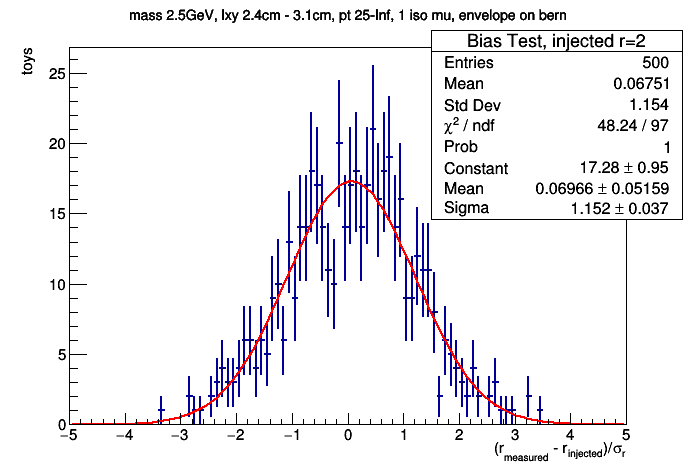 mass 2.5GeV, lxy 2.4cm - 3.1cm, pt 25-Inf, 1 iso mu, envelope on bern
Bias Test, injected r=2
Entries 500
Mean 0.06751
Std Dev 1.154
χ² / ndf 48.24 / 97
Prob 1
Constant 17.28 ± 0.95
Mean 0.06966 ± 0.05159
Sigma 1.152 ± 0.037
toys
25
20
15
10
5
0
−5 −4 −3 −2 −1 0 1 2 3 4 5
(r_measured - r_injected)/σ_r